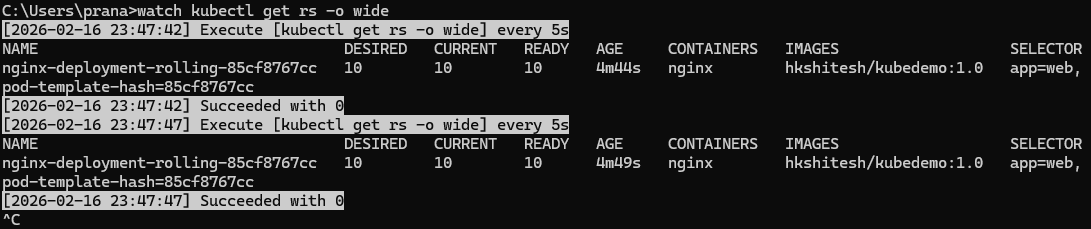 C:\Users\prana>watch kubectl get rs -o wide
[2026-02-16 23:47:42] Execute [kubectl get rs -o wide] every 5s
NAME                            DESIRED   CURRENT   READY   AGE     CONTAINERS   IMAGES                   SELECTOR
nginx-deployment-rolling-85cf8767cc   10        10        10      4m44s   nginx        hkshitesh/kubedemo:1.0   app=web,
pod-template-hash=85cf8767cc
[2026-02-16 23:47:42] Succeeded with 0
[2026-02-16 23:47:47] Execute [kubectl get rs -o wide] every 5s
NAME                            DESIRED   CURRENT   READY   AGE     CONTAINERS   IMAGES                   SELECTOR
nginx-deployment-rolling-85cf8767cc   10        10        10      4m49s   nginx        hkshitesh/kubedemo:1.0   app=web,
pod-template-hash=85cf8767cc
[2026-02-16 23:47:47] Succeeded with 0
^C